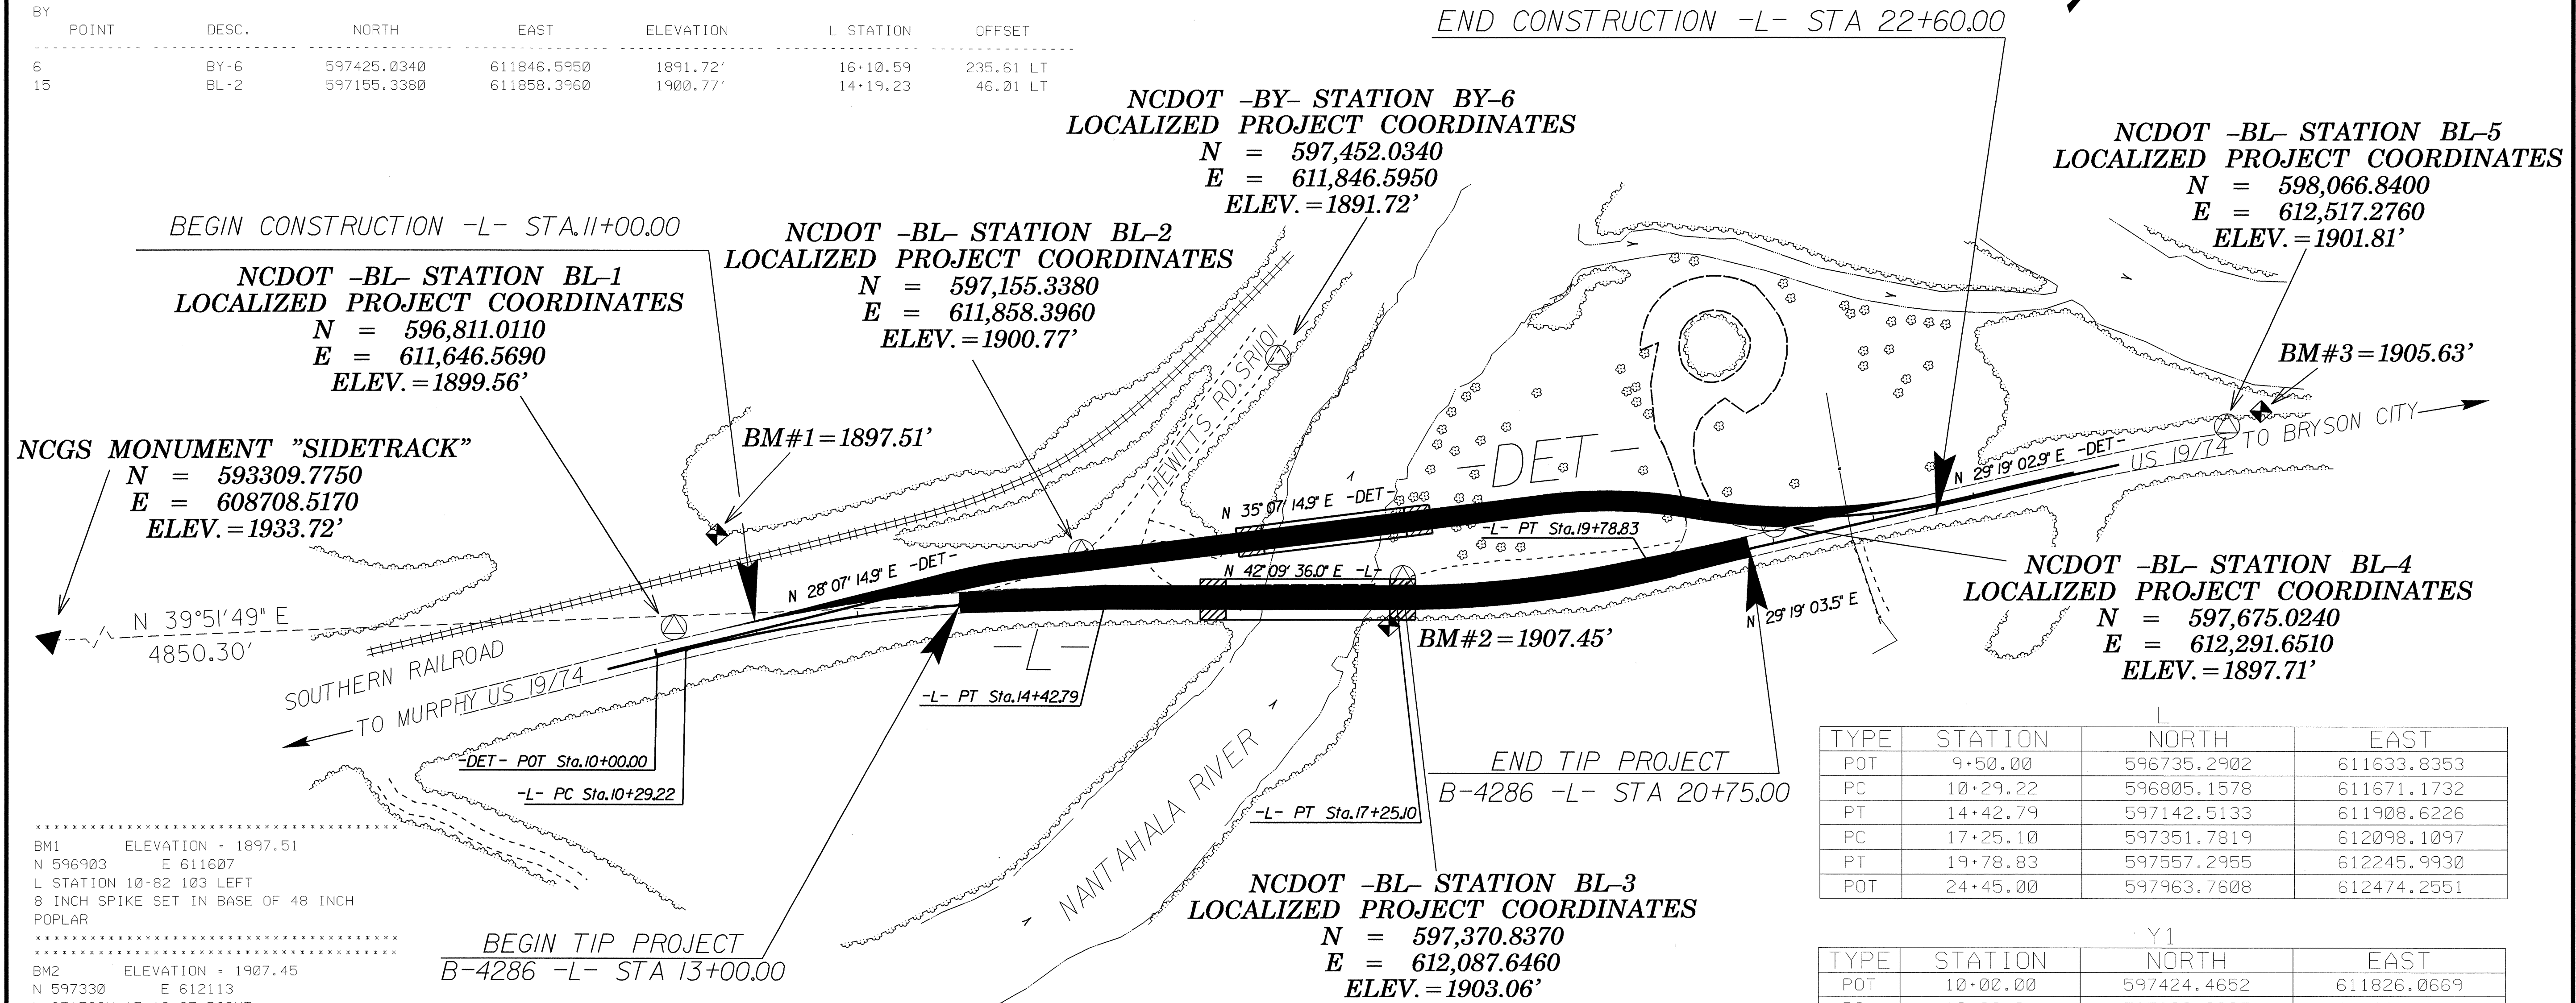 BY
POINT DESC. NORTH EAST ELEVATION L STATION OFFSET
6 BY-6 597425.0340 611846.5950 1891.72' 16+10.59 235.61 LT
15 BL-2 597155.3380 611858.3960 1900.77' 14+19.23 46.01 LT
END CONSTRUCTION -L- STA 22+60.00
NCDOT -BY- STATION BY-6
LOCALIZED PROJECT COORDINATES
N = 597,452.0340
E = 611,846.5950
ELEV. = 1891.72'
NCDOT -BL- STATION BL-5
LOCALIZED PROJECT COORDINATES
N = 598,066.8400
E = 612,517.2760
ELEV. = 1901.81'
BEGIN CONSTRUCTION -L- STA. 11+00.00
NCDOT -BL- STATION BL-2
LOCALIZED PROJECT COORDINATES
N = 597,155.3380
E = 611,858.3960
ELEV. = 1900.77'
NCDOT -BL- STATION BL-1
LOCALIZED PROJECT COORDINATES
N = 596,811.0110
E = 611,646.5690
ELEV. = 1899.56'
BM#3 = 1905.63'
HEWITTS RD. SR1101
NCGS MONUMENT "SIDETRACK"
N = 593309.7750
E = 608708.5170
ELEV. = 1933.72'
BM#1 = 1897.51'
-DET-
N 29° 19' 02.9" E -DET-
US 19/74 TO BRYSON CITY
N 35° 07' 14.9" E -DET-
-L- PT Sta. 19+78.83
N 28° 07' 14.9" E -DET-
N 42° 09' 36.0" E -L-
N 39°51'49" E
4850.30'
SOUTHERN RAILROAD
TO MURPHY US 19/74
-L-
-L- PT Sta. 14+42.79
BM#2 = 1907.45'
N 29° 19' 03.5" E
NCDOT -BL- STATION BL-4
LOCALIZED PROJECT COORDINATES
N = 597,675.0240
E = 612,291.6510
ELEV. = 1897.71'
-DET- POT Sta. 10+00.00
-L- PC Sta. 10+29.22
NANTAHALA RIVER
-L- PT Sta. 17+25.10
END TIP PROJECT
B-4286 -L- STA 20+75.00
L
TYPE STATION NORTH EAST
POT 9+50.00 596735.2902 611633.8353
PC 10+29.22 596805.1578 611671.1732
PT 14+42.79 597142.5133 611908.6226
PC 17+25.10 597351.7819 612098.1097
PT 19+78.83 597557.2955 612245.9930
POT 24+45.00 597963.7608 612474.2551
BM1 ELEVATION = 1897.51
N 596903 E 611607
L STATION 10+82 103 LEFT
8 INCH SPIKE SET IN BASE OF 48 INCH
POPLAR
BM2 ELEVATION = 1907.45
N 597330 E 612113
BEGIN TIP PROJECT
B-4286 -L- STA 13+00.00
NCDOT -BL- STATION BL-3
LOCALIZED PROJECT COORDINATES
N = 597,370.8370
E = 612,087.6460
ELEV. = 1903.06'
Y1
TYPE STATION NORTH EAST
POT 10+00.00 597424.4652 611826.0669